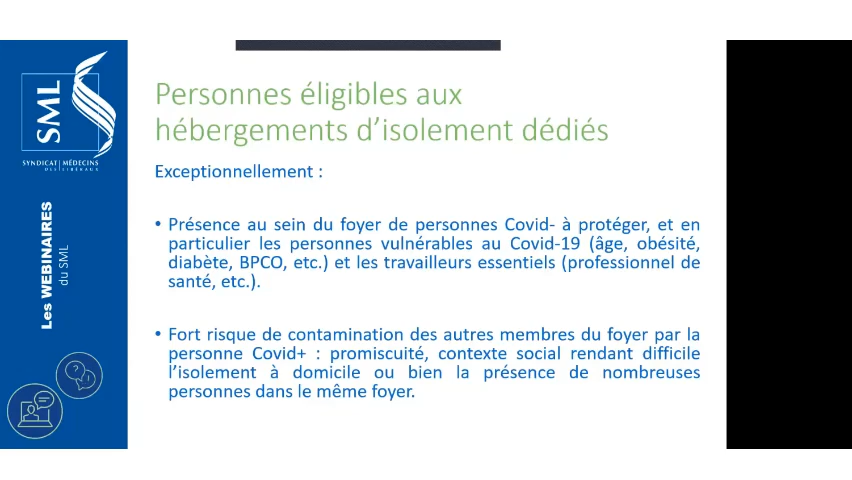 SML
SYNDICAT MÉDECINS
DES LIBÉRAUX
Les WEBINAIRES
du SML
Personnes éligibles aux
hébergements d’isolement dédiés
Exceptionnellement :
• Présence au sein du foyer de personnes Covid- à protéger, et en
particulier les personnes vulnérables au Covid-19 (âge, obésité,
diabète, BPCO, etc.) et les travailleurs essentiels (professionnel de
santé, etc.).
• Fort risque de contamination des autres membres du foyer par la
personne Covid+ : promiscuité, contexte social rendant difficile
l’isolement à domicile ou bien la présence de nombreuses
personnes dans le même foyer.